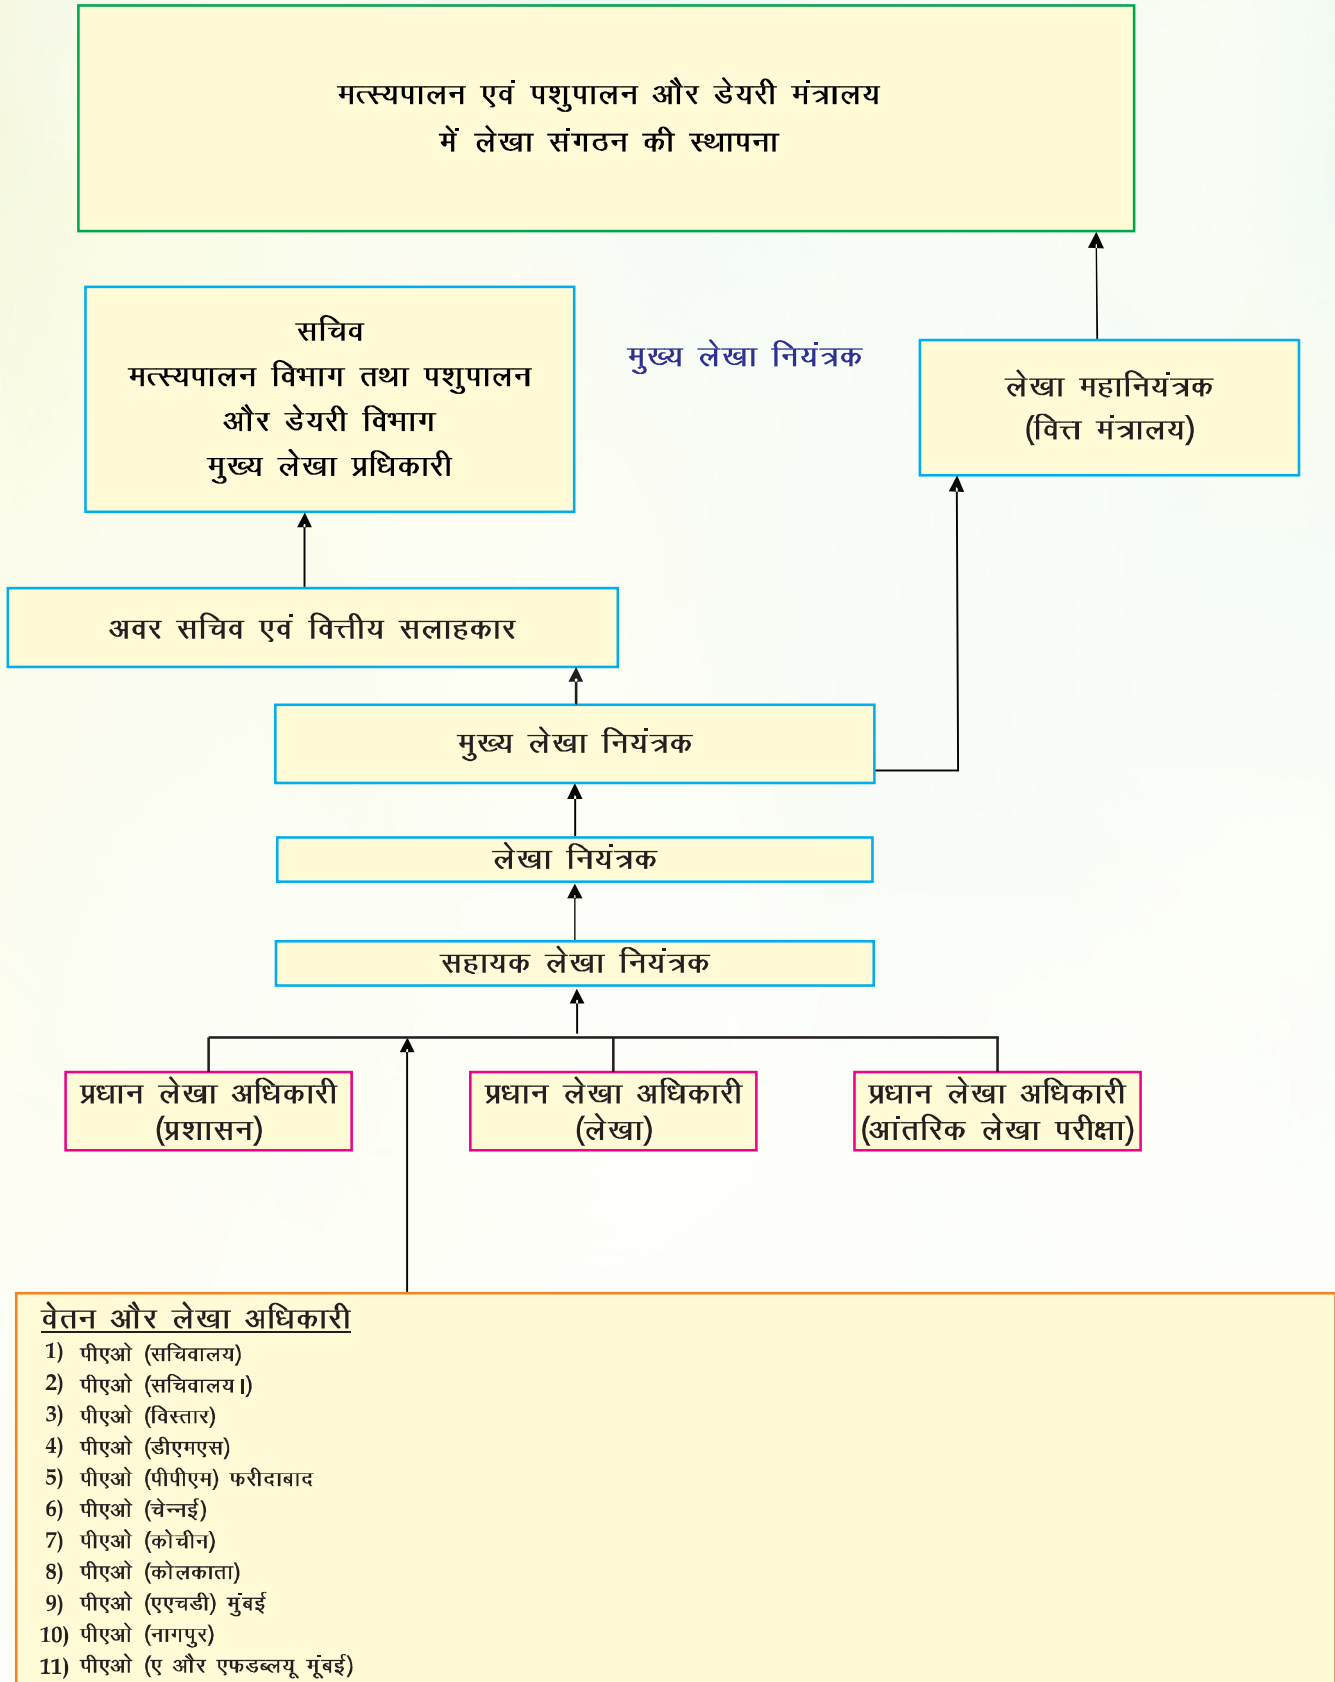 मत्स्यपालन एवं पशुपालन और डेयरी मंत्रालय
में लेखा संगठन की स्थापना
सचिव
मत्स्यपालन विभाग तथा पशुपालन
और डेयरी विभाग
मुख्य लेखा प्रधिकारी
मुख्य लेखा नियंत्रक
लेखा महानियंत्रक
(वित्त मंत्रालय)
अवर सचिव एवं वित्तीय सलाहकार
मुख्य लेखा नियंत्रक
लेखा नियंत्रक
सहायक लेखा नियंत्रक
प्रधान लेखा अधिकारी
(प्रशासन)
प्रधान लेखा अधिकारी
(लेखा)
प्रधान लेखा अधिकारी
(आंतरिक लेखा परीक्षा)
वेतन और लेखा अधिकारी
1) पीएओ (सचिवालय)
2) पीएओ (सचिवालय I)
3) पीएओ (विस्तार)
4) पीएओ (डीएमएस)
5) पीएओ (पीपीएम) फरीदाबाद
6) पीएओ (चेन्नई)
7) पीएओ (कोचीन)
8) पीएओ (कोलकाता)
9) पीएओ (एएचडी) मुंबई
10) पीएओ (नागपुर)
11) पीएओ (ए और एफडब्लयू मूंबई)